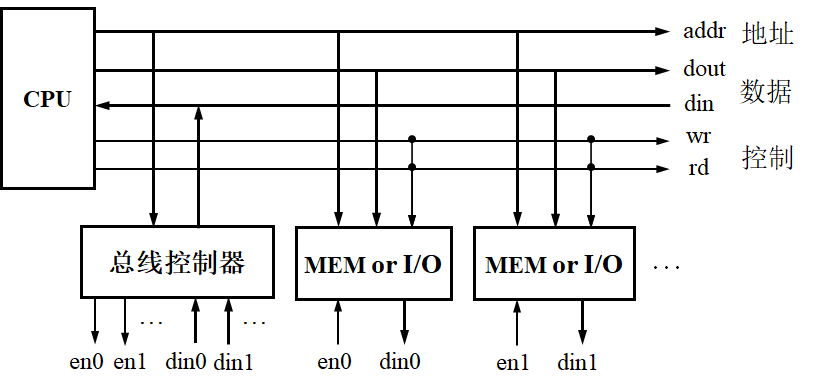 addr 地址
dout
数据
CPU
din
wr
控制
rd
总线控制器
MEM or I/O
MEM or I/O
...
... ...
en0 en1 din0 din1 en0 din0 en1 din1